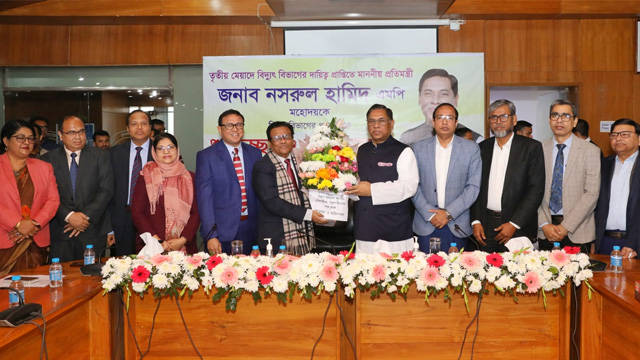 তৃতীয় মেয়াদে বিদ্যুৎ বিভাগের দায়িত্ব প্রাপ্তিতে মাননীয় প্রতিমন্ত্রী
জনাব নসরুল হামিদ এমপি
মহোদয়কে
বিভাগের